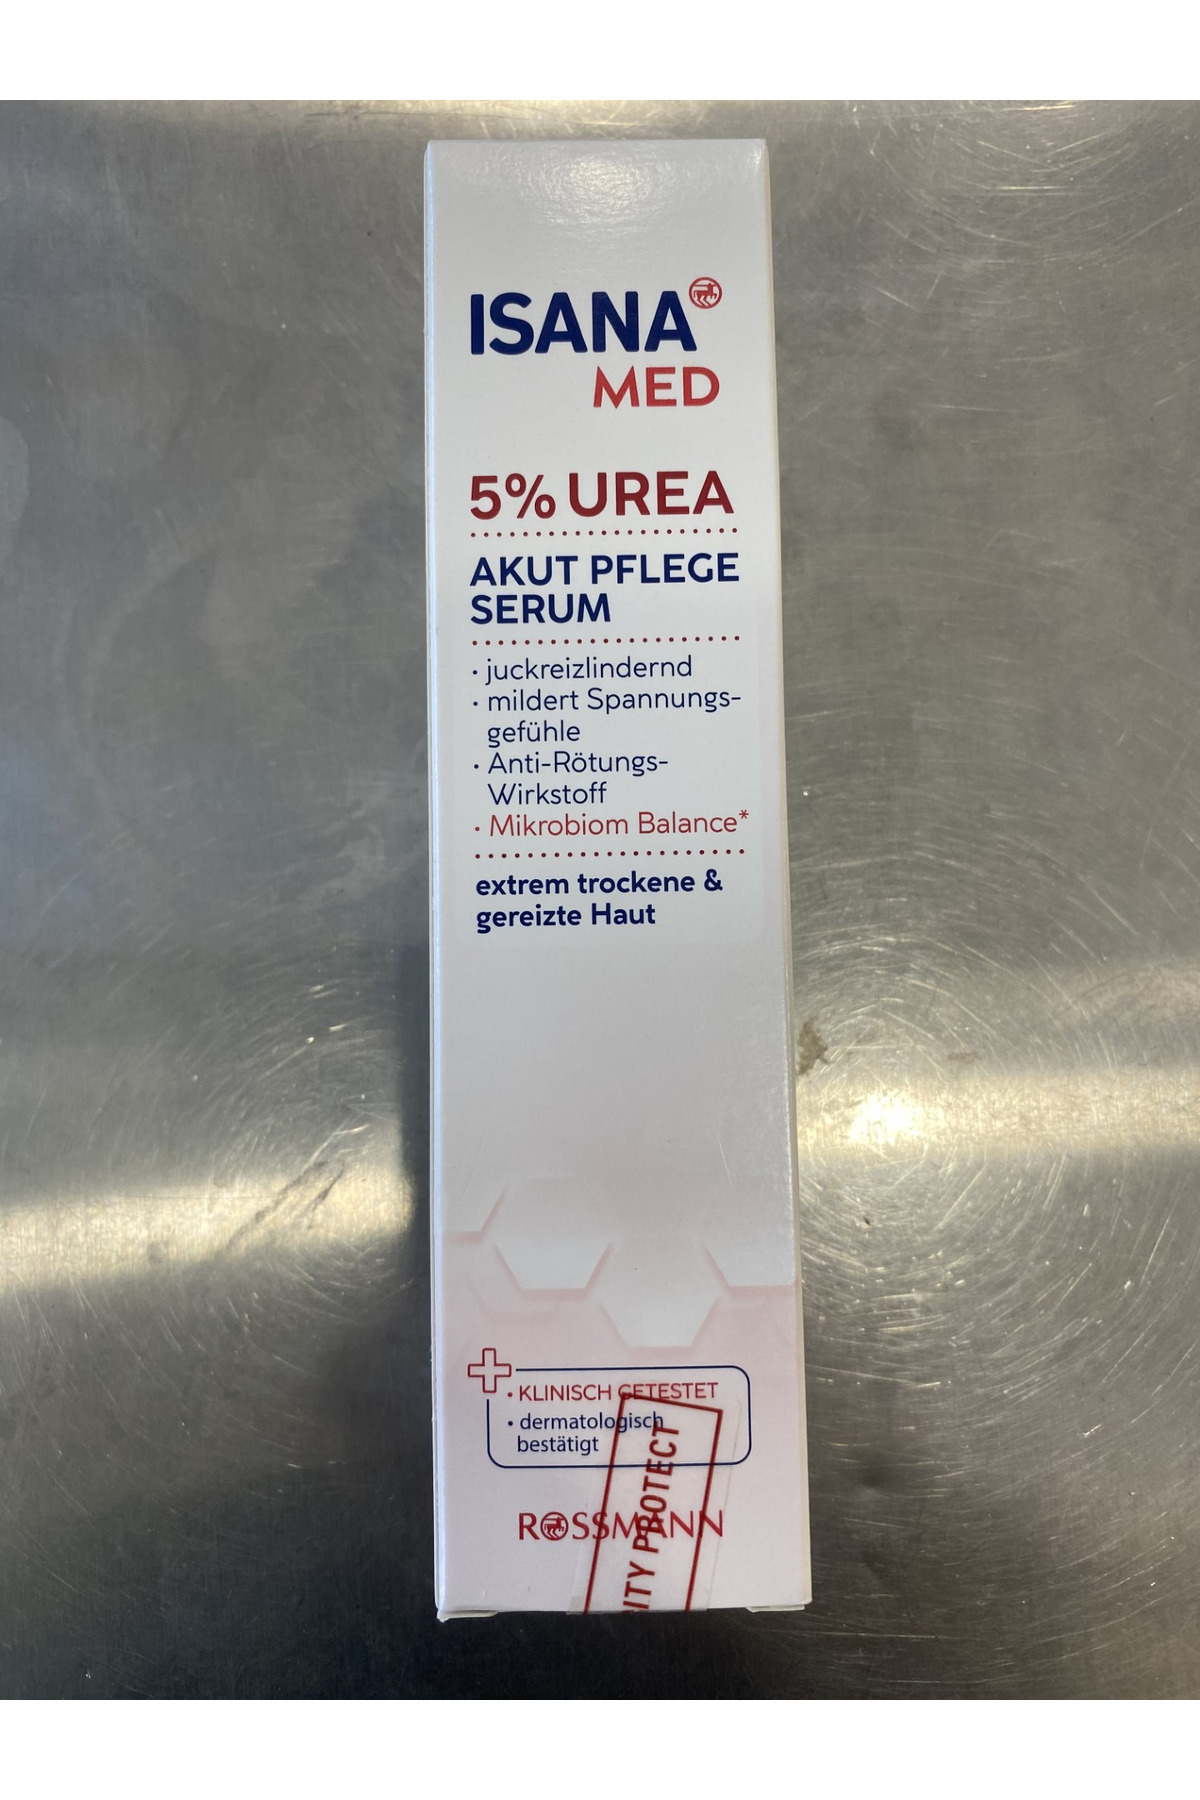 ISANA
MED
5% UREA
AKUT PFLEGE
SERUM
· juckreizlindernd
· mildert Spannungs-
gefühle
· Anti-Rötungs-
Wirkstoff
· Mikrobiom Balance*
extrem trockene &
gereizte Haut
· KLINISCH GETESTET
· dermatologisch
bestätigt
ROSSMANN
ITY PROTECT